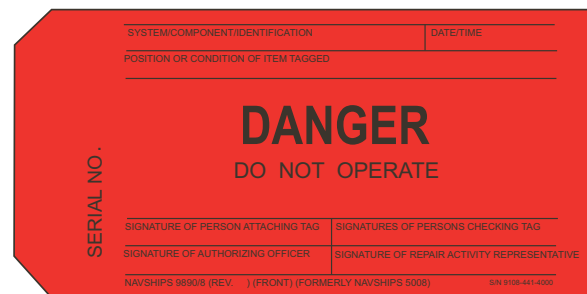 SYSTEM/COMPONENT/IDENTIFICATION DATE/TIME
POSITION OR CONDITION OF ITEM TAGGED
DANGER
DO NOT OPERATE
SERIAL NO.
SIGNATURE OF PERSON ATTACHING TAG SIGNATURES OF PERSONS CHECKING TAG
SIGNATURE OF AUTHORIZING OFFICER SIGNATURE OF REPAIR ACTIVITY REPRESENTATIVE
NAVSHIPS 9890/8 (REV. ) (FRONT) (FORMERLY NAVSHIPS 5008) S/N 9108-441-4000